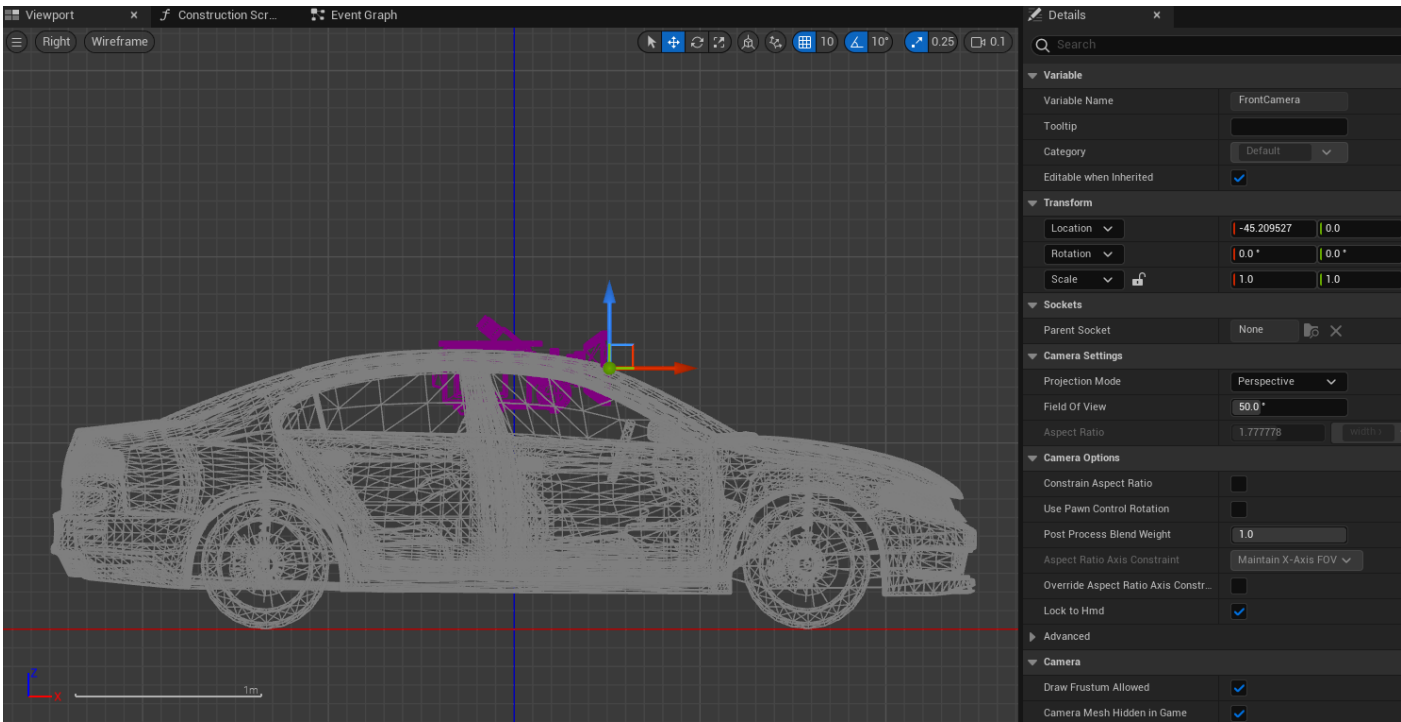 Viewport × Construction Scr... Event Graph
Right Wireframe 10 10° 0.25 0.1
Z
X
1m
Details ×
Search
Variable
Variable Name FrontCamera
Tooltip
Category Default
Editable when Inherited
Transform
Location -45.209527 0.0
Rotation 0.0 ° 0.0 °
Scale 1.0 1.0
Sockets
Parent Socket None
Camera Settings
Projection Mode Perspective
Field Of View 50.0 °
Aspect Ratio 1.777778 width ×
Camera Options
Constrain Aspect Ratio
Use Pawn Control Rotation
Post Process Blend Weight 1.0
Aspect Ratio Axis Constraint Maintain X-Axis FOV
Override Aspect Ratio Axis Constr...
Lock to Hmd
Advanced
Camera
Draw Frustum Allowed
Camera Mesh Hidden in Game